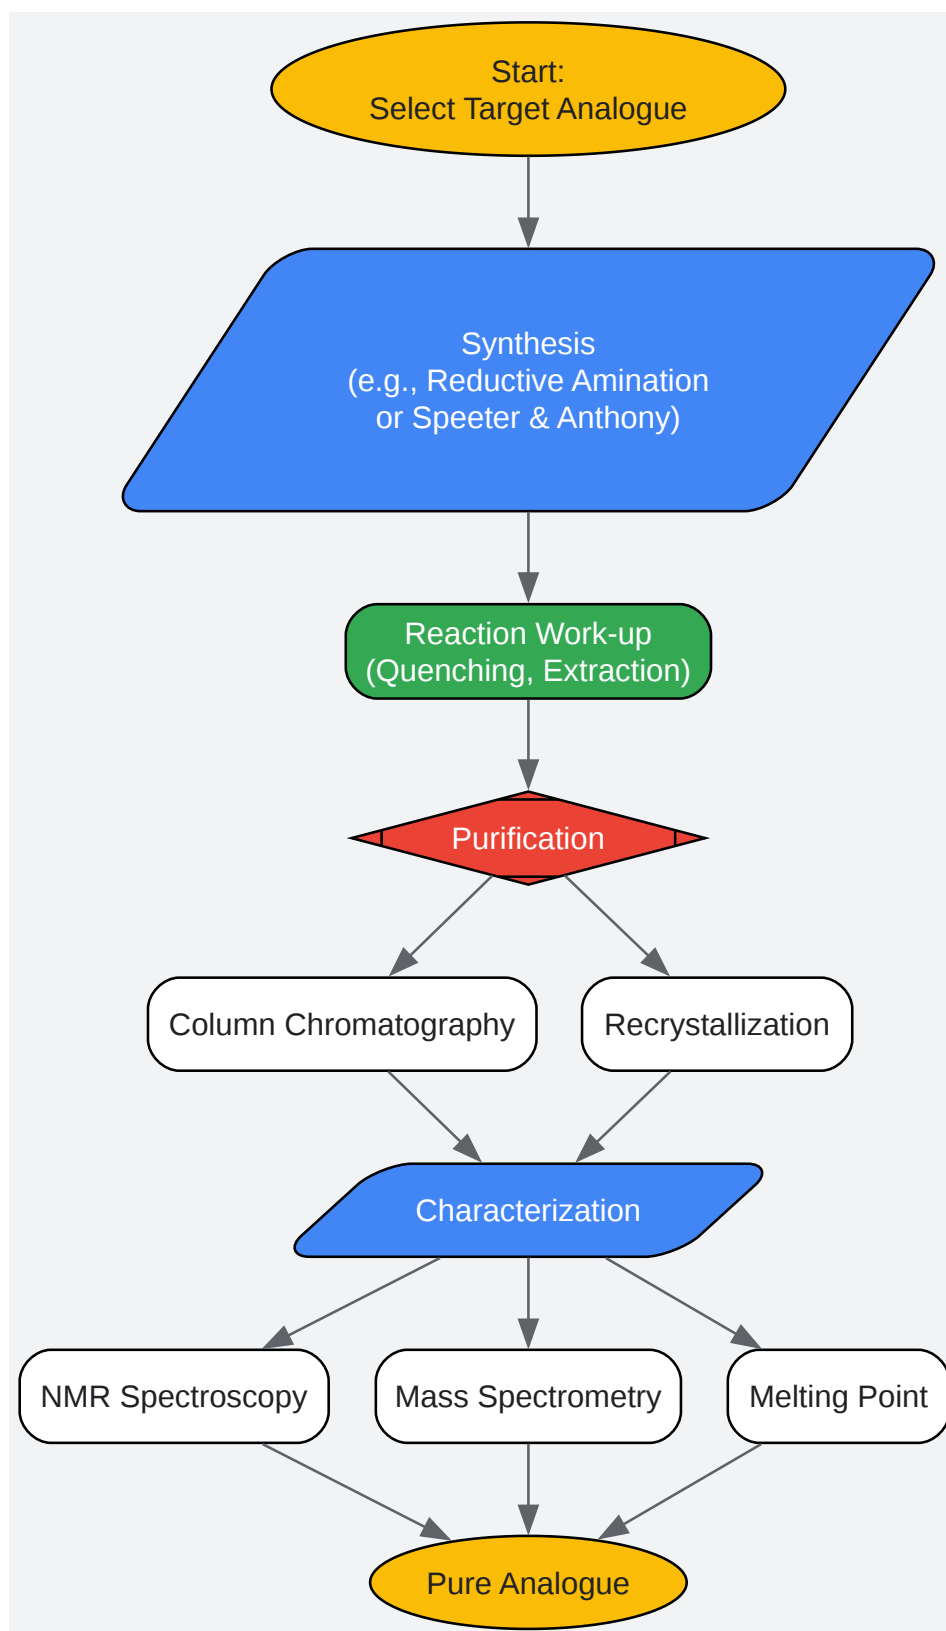 Start:
Select Target Analogue
Synthesis
(e.g., Reductive Amination
or Speeter & Anthony)
Reaction Work-up
(Quenching, Extraction)
Purification
Column Chromatography
Recrystallization
Characterization
NMR Spectroscopy
Mass Spectrometry
Melting Point
Pure Analogue